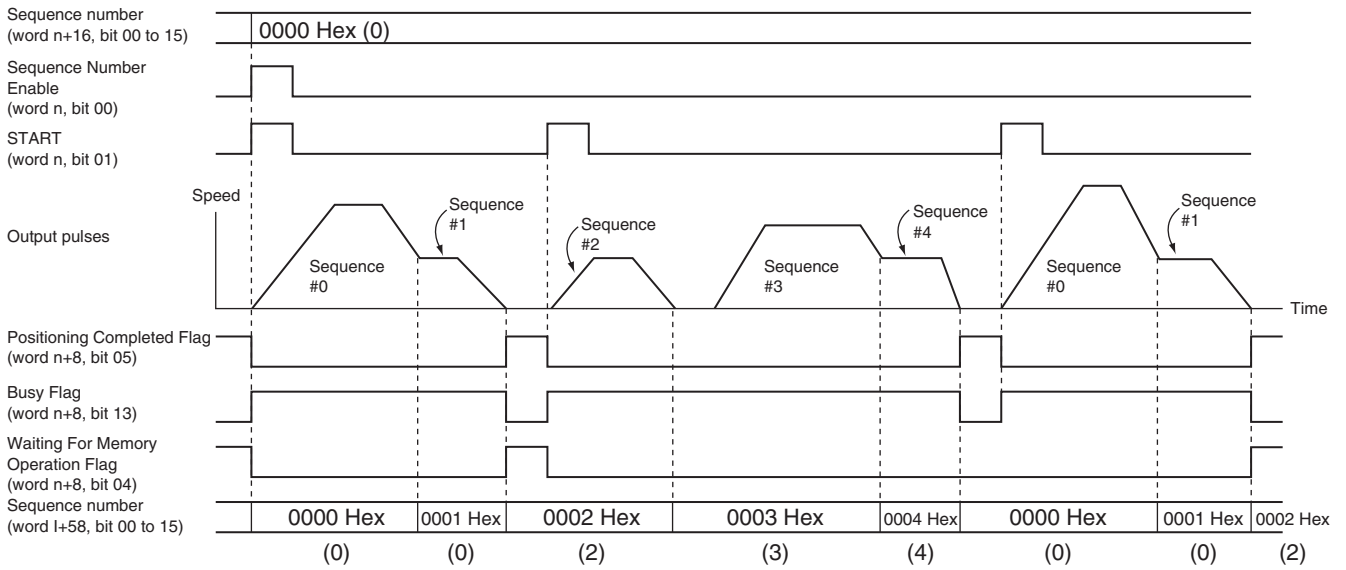 Sequence number
(word n+16, bit 00 to 15)
0000 Hex (0)
Sequence Number
Enable
(word n, bit 00)
START
(word n, bit 01)
Speed
Output pulses
Sequence
#0
Sequence
#1
Sequence
#2
Sequence
#3
Sequence
#4
Sequence
#0
Sequence
#1
Time
Positioning Completed Flag
(word n+8, bit 05)
Busy Flag
(word n+8, bit 13)
Waiting For Memory
Operation Flag
(word n+8, bit 04)
Sequence number
(word I+58, bit 00 to 15)
0000 Hex 0001 Hex 0002 Hex 0003 Hex 0004 Hex 0000 Hex 0001 Hex 0002 Hex
(0) (0) (2) (3) (4) (0) (0) (2)